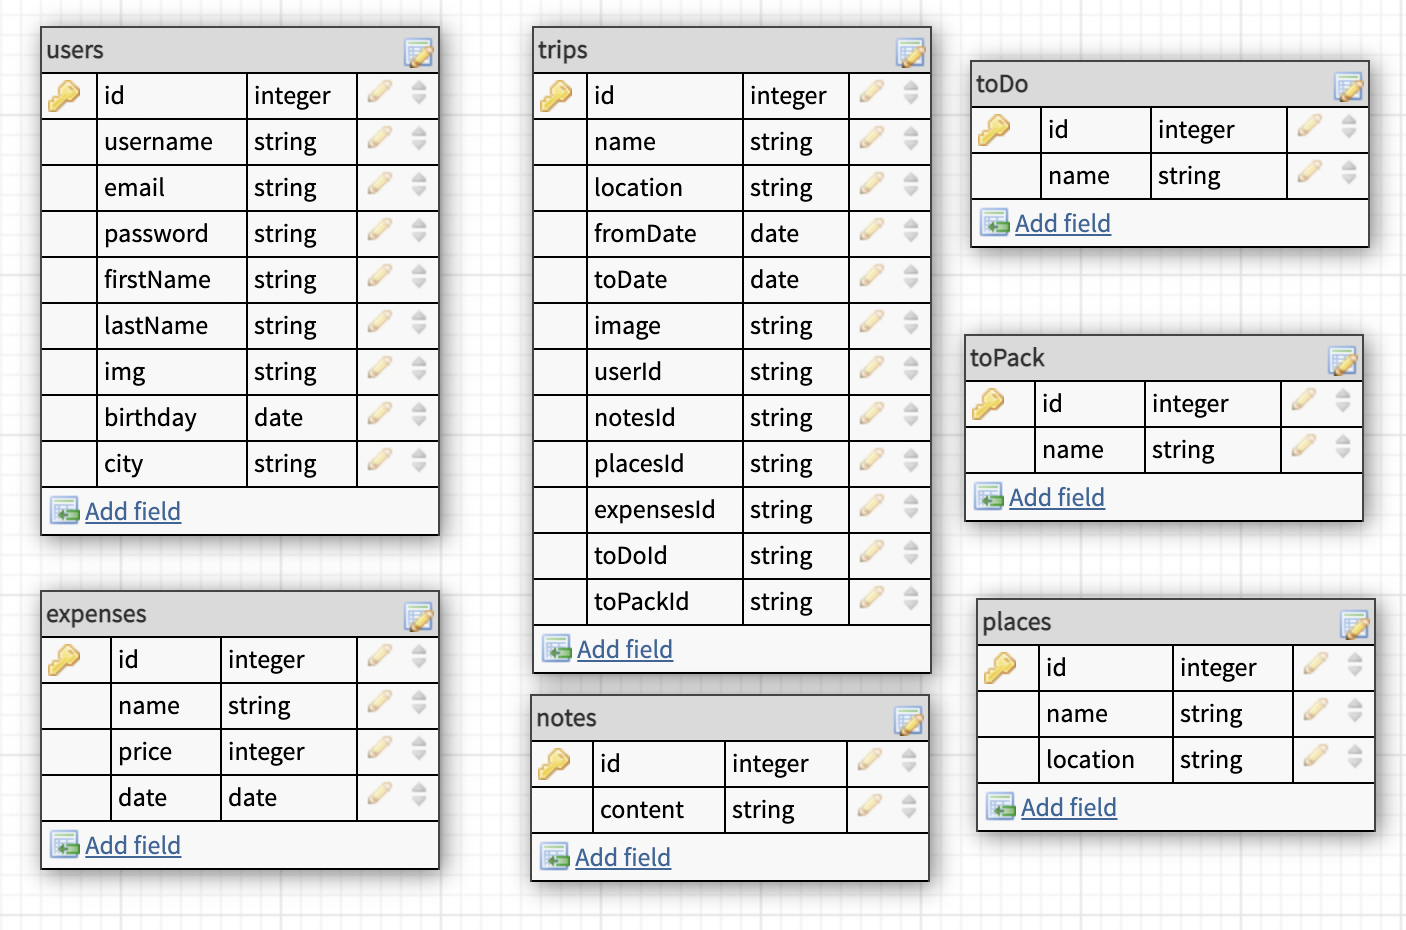 users
id integer
username string
email string
password string
firstName string
lastName string
img string
birthday date
city string
Add field
expenses
id integer
name string
price integer
date date
Add field
trips
id integer
name string
location string
fromDate date
toDate date
image string
userId string
notesId string
placesId string
expensesId string
toDoId string
toPackId string
Add field
notes
id integer
content string
Add field
toDo
id integer
name string
Add field
toPack
id integer
name string
Add field
places
id integer
name string
location string
Add field